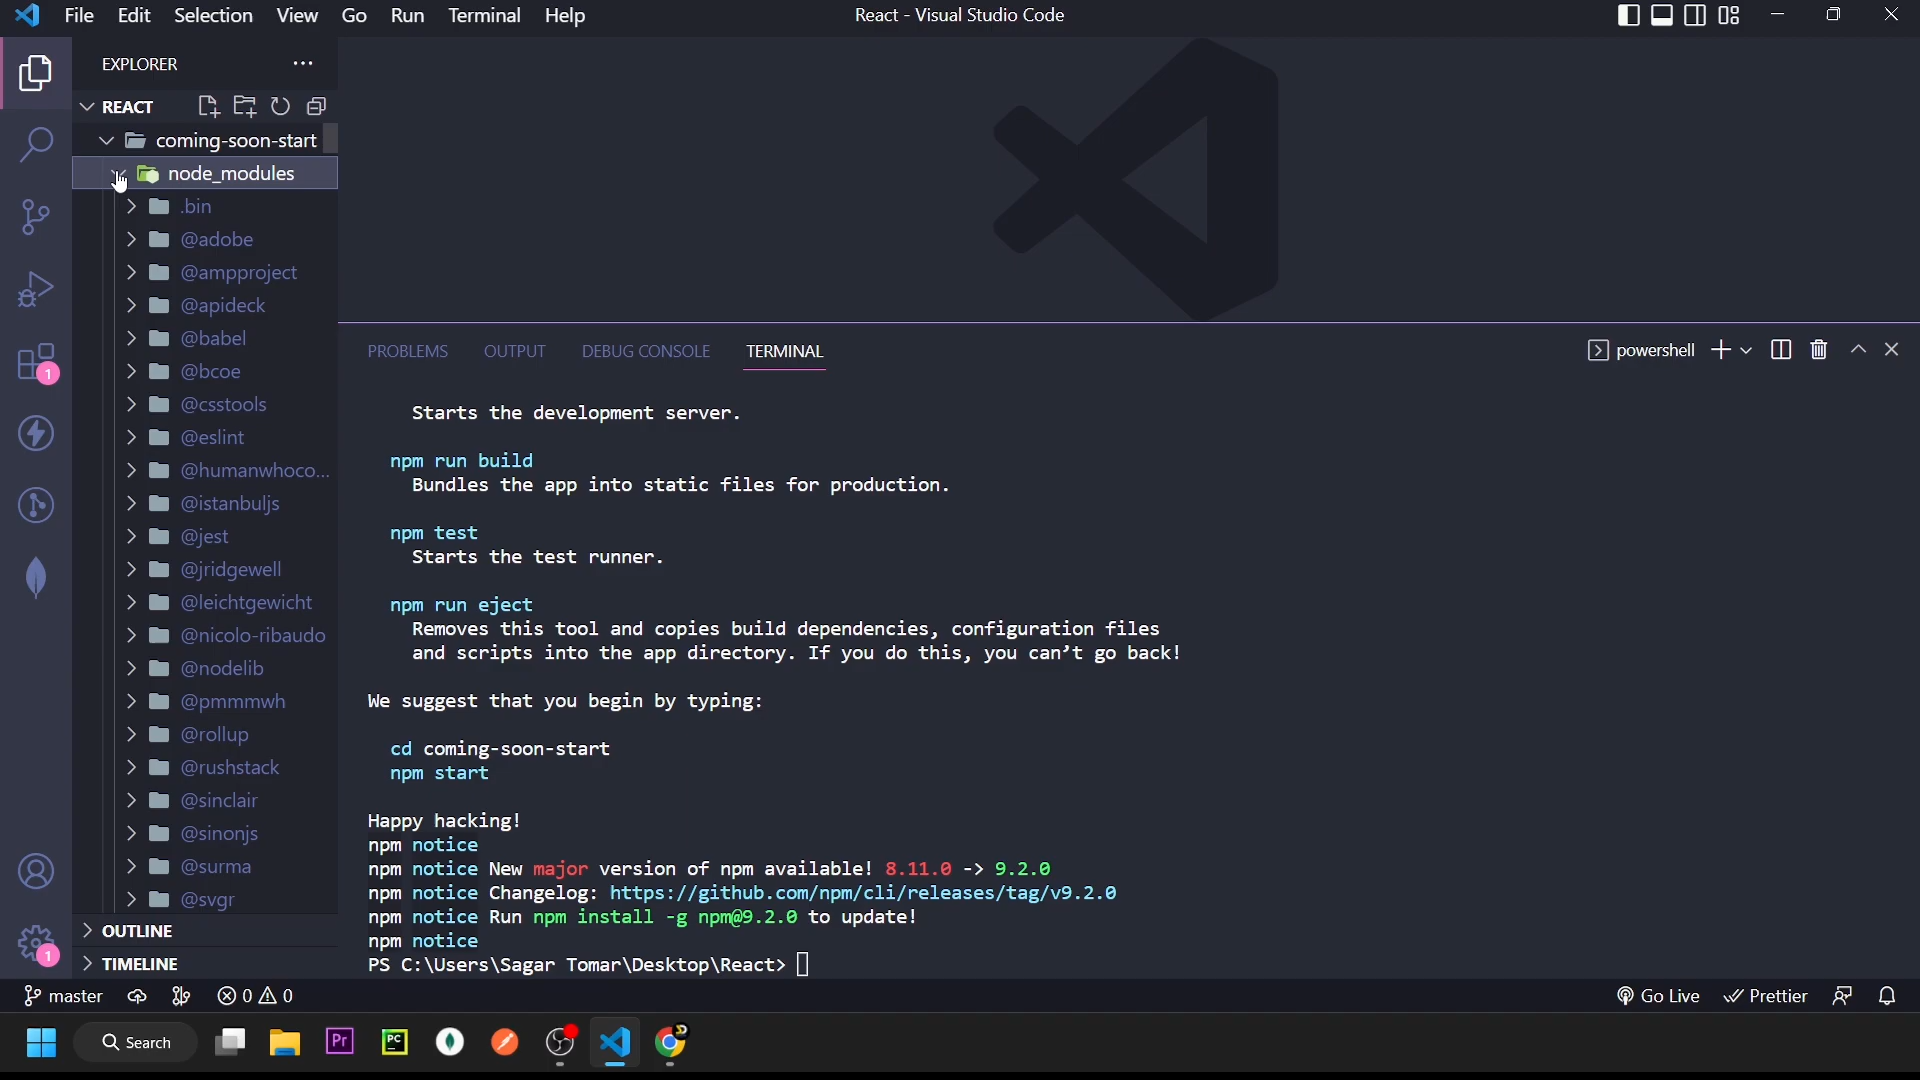 File Edit Selection View Go Run Terminal Help
React - Visual Studio Code
EXPLORER
REACT
coming-soon-start
node_modules
.bin
@adobe
@ampproject
@apideck
@babel
@bcoe
@csstools
@eslint
@humanwhoco...
@istanbuljs
@jest
@jridgewell
@leichtgewicht
@nicolo-ribaudo
@nodelib
@pmmmwh
@rollup
@rushstack
@sinclair
@sinonjs
@surma
@svgr
OUTLINE
TIMELINE
1
1
PROBLEMS OUTPUT DEBUG CONSOLE TERMINAL
powershell
Starts the development server.
npm run build
Bundles the app into static files for production.
npm test
Starts the test runner.
npm run eject
Removes this tool and copies build dependencies, configuration files
and scripts into the app directory. If you do this, you can’t go back!
We suggest that you begin by typing:
cd coming-soon-start
npm start
Happy hacking!
npm notice
npm notice New major version of npm available! 8.11.0 -> 9.2.0
npm notice Changelog: https://github.com/npm/cli/releases/tag/v9.2.0
npm notice Run npm install -g npm@9.2.0 to update!
npm notice
PS C:\Users\Sagar Tomar\Desktop\React>
master 0 0 Go Live Prettier
Search
Pr
PC